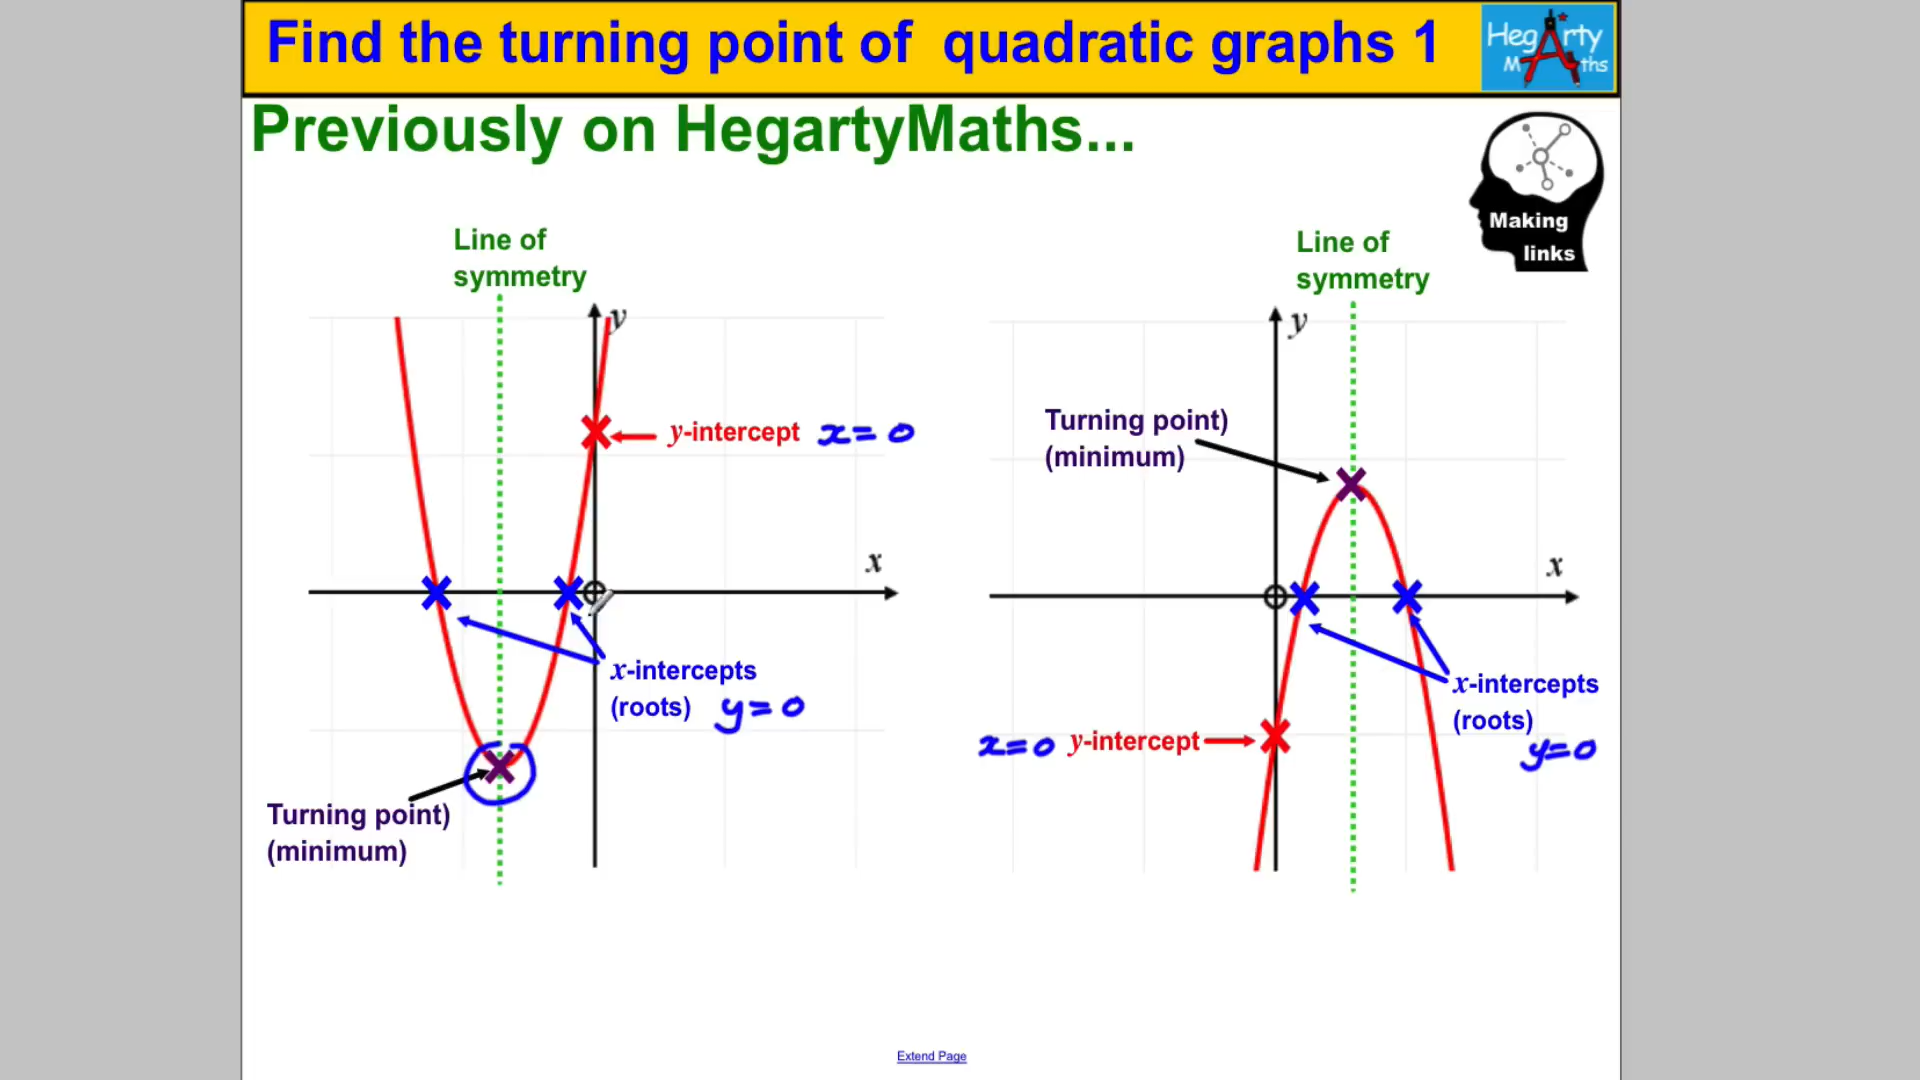 Find the turning point of quadratic graphs 1
Hegarty
Maths
Previously on HegartyMaths...
Making
links
Line of
symmetry
y
y-intercept x=0
x
x-intercepts
(roots) y=0
Turning point)
(minimum)
Line of
symmetry
y
Turning point)
(minimum)
x
x-intercepts
(roots)
y=0
x=0 y-intercept
Extend Page